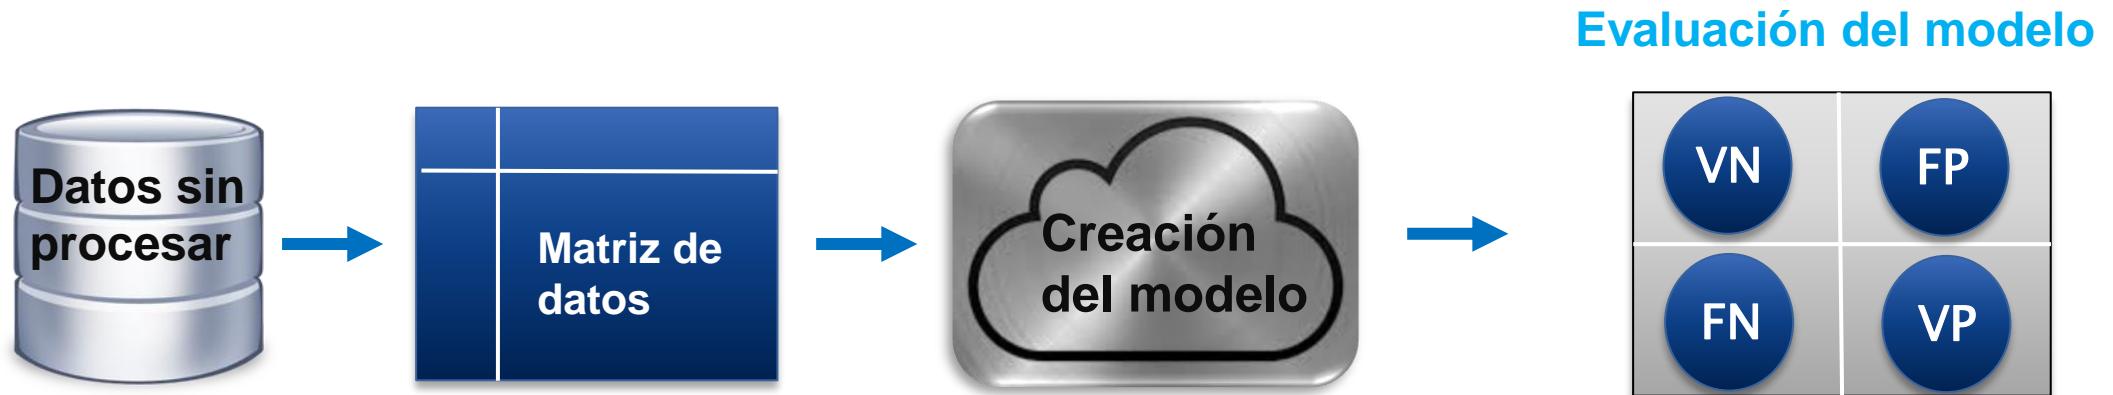 Evaluación del modelo
Datos sin
procesar
Matriz de
datos
Creación
del modelo
VN
FP
FN
VP